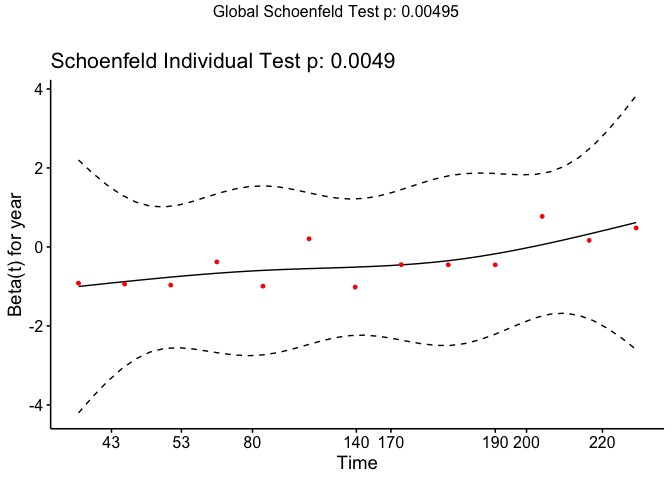 Global Schoenfeld Test p: 0.00495
Schoenfeld Individual Test p: 0.0049
4
2
0
-2
-4
Beta(t) for year
43 53 80 140 170 190 200 220
Time